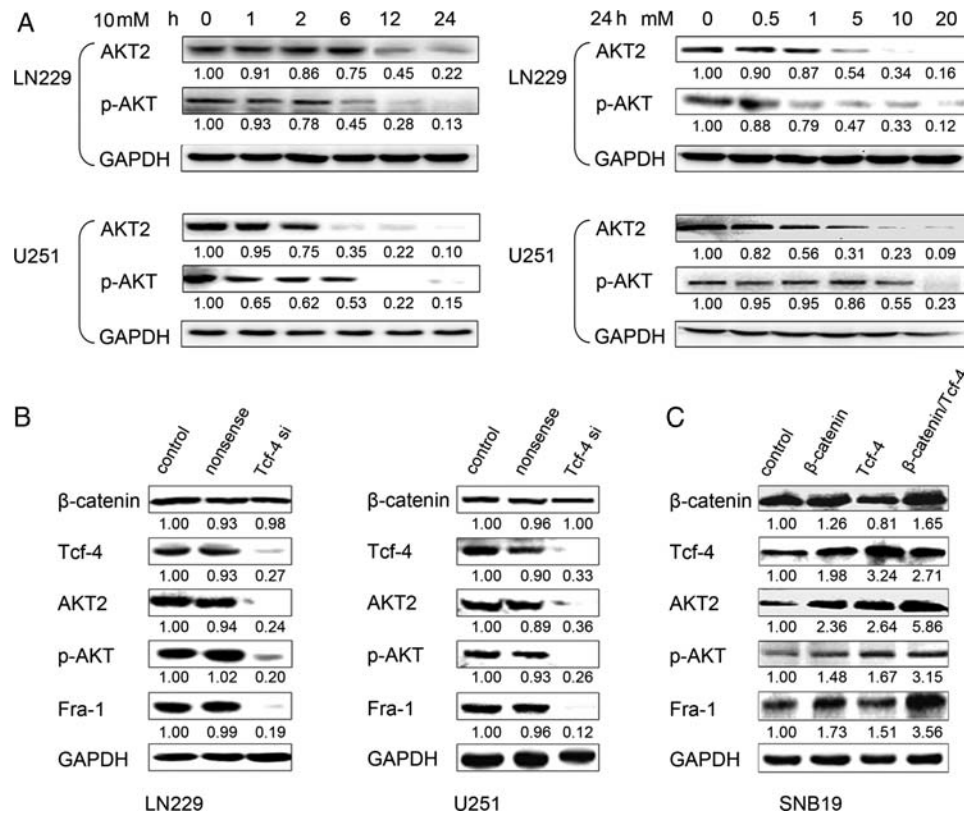 A
10 mM h 0 1 2 6 12 24
LN229
AKT2
1.00 0.91 0.86 0.75 0.45 0.22
p-AKT
1.00 0.93 0.78 0.45 0.28 0.13
GAPDH
U251
AKT2
1.00 0.95 0.75 0.35 0.22 0.10
p-AKT
1.00 0.65 0.62 0.53 0.22 0.15
GAPDH
24 h mM 0 0.5 1 5 10 20
LN229
AKT2
1.00 0.90 0.87 0.54 0.34 0.16
p-AKT
1.00 0.88 0.79 0.47 0.33 0.12
GAPDH
U251
AKT2
1.00 0.82 0.56 0.31 0.23 0.09
p-AKT
1.00 0.95 0.95 0.86 0.55 0.23
GAPDH
B
control nonsense Tcf-4 si
β-catenin
1.00 0.93 0.98
Tcf-4
1.00 0.93 0.27
AKT2
1.00 0.94 0.24
p-AKT
1.00 1.02 0.20
Fra-1
1.00 0.99 0.19
GAPDH
LN229
control nonsense Tcf-4 si
β-catenin
1.00 0.96 1.00
Tcf-4
1.00 0.90 0.33
AKT2
1.00 0.89 0.36
p-AKT
1.00 0.93 0.26
Fra-1
1.00 0.96 0.12
GAPDH
U251
C
control β-catenin Tcf-4 β-catenin/Tcf-4
β-catenin
1.00 1.26 0.81 1.65
Tcf-4
1.00 1.98 3.24 2.71
AKT2
1.00 2.36 2.64 5.86
p-AKT
1.00 1.48 1.67 3.15
Fra-1
1.00 1.73 1.51 3.56
GAPDH
SNB19